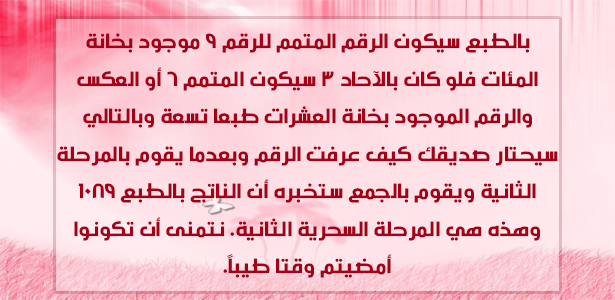 بالطبع سيكون الرقم المتمم للرقم ٩ موجود بخانة
المئات فلو كان بالآحاد ٣ سيكون المتمم ٦ أو العكس
والرقم الموجود بخانة العشرات طبعا تسعة وبالتالي
سيحتار صديقك كيف عرفت الرقم وبعدما يقوم بالمرحلة
الثانية ويقوم بالجمع ستخبره أن الناتج بالطبع ١٠٨٩
وهذه هي المرحلة السحرية الثانية. نتمنى أن تكونوا
أمضيتم وقتا طيباً.